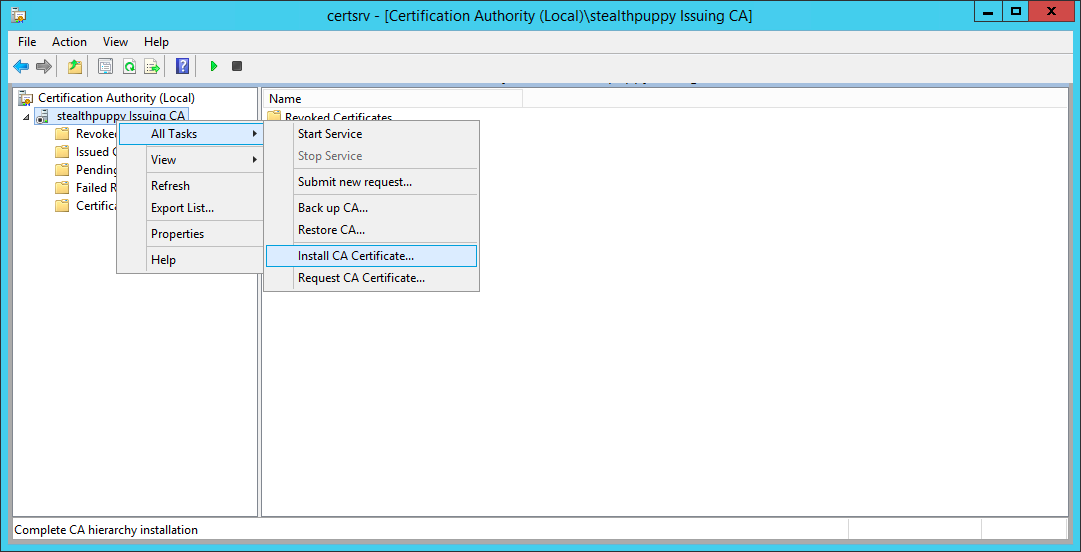 certsrv - [Certification Authority (Local)\stealthpuppy Issuing CA]
File Action View Help
Certification Authority (Local)
stealthpuppy Issuing CA
Revoke
Issued C
Pending
Failed R
Certifica
Name
Revoked Certificates
All Tasks
View
Refresh
Export List...
Properties
Help
Start Service
Stop Service
Submit new request...
Back up CA...
Restore CA...
Install CA Certificate...
Request CA Certificate...
Complete CA hierarchy installation